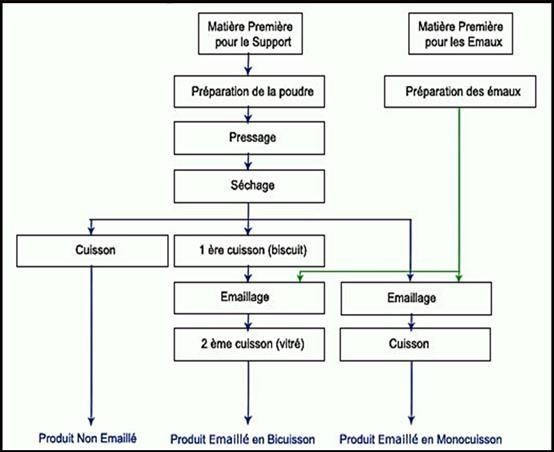 Matière Première
pour le Support
Matière Première
pour les Emaux
Préparation de la poudre
Préparation des émaux
Pressage
Séchage
Cuisson
1 ère cuisson (biscuit)
Emaillage
Emaillage
2 ème cuisson (vitré)
Cuisson
Produit Non Emaillé
Produit Emaillé en Bicuisson
Produit Emaillé en Monocuisson